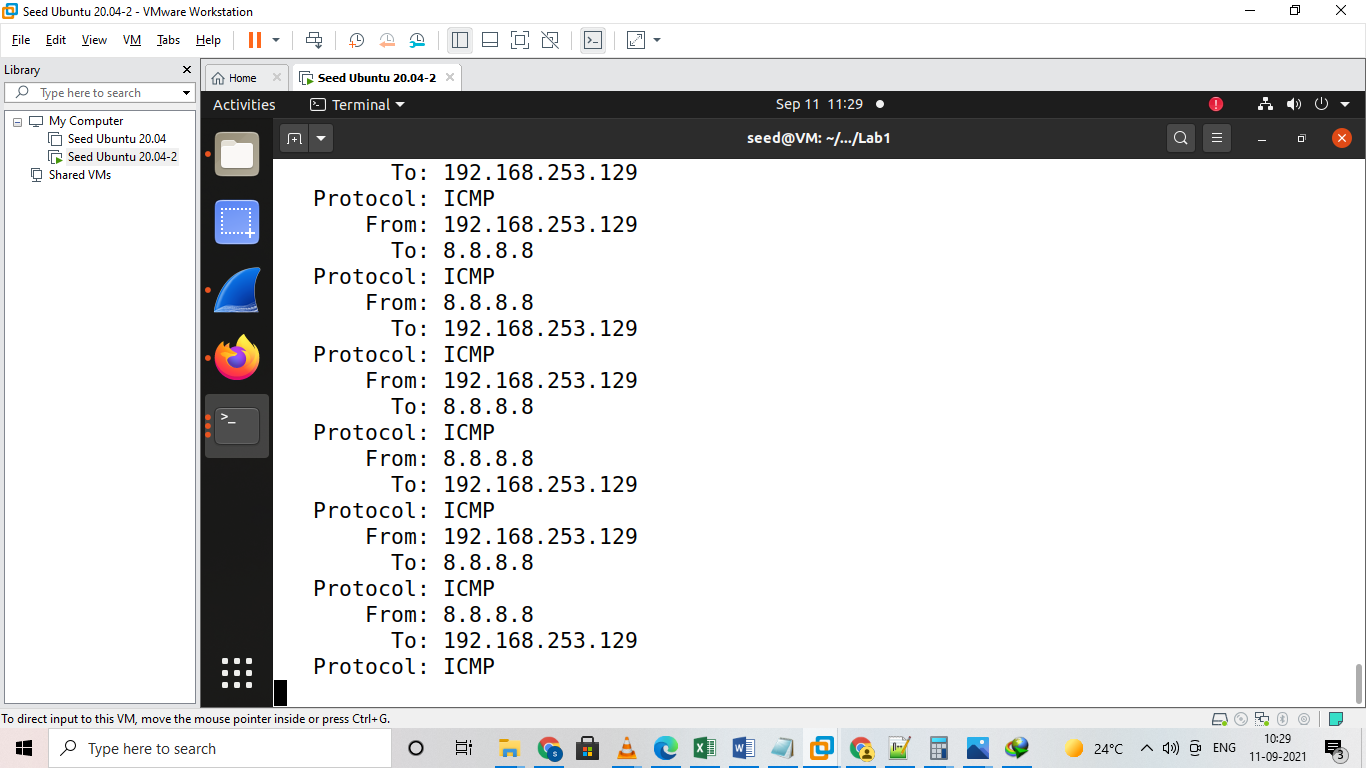 Seed Ubuntu 20.04-2 - VMware Workstation
File Edit View VM Tabs Help
Library
Type here to search
My Computer
Seed Ubuntu 20.04
Seed Ubuntu 20.04-2
Shared VMs
Home
Seed Ubuntu 20.04-2
Activities Terminal Sep 11 11:29
seed@VM: ~/.../Lab1
To: 192.168.253.129
Protocol: ICMP
From: 192.168.253.129
To: 8.8.8.8
Protocol: ICMP
From: 8.8.8.8
To: 192.168.253.129
Protocol: ICMP
From: 192.168.253.129
To: 8.8.8.8
Protocol: ICMP
From: 8.8.8.8
To: 192.168.253.129
Protocol: ICMP
From: 192.168.253.129
To: 8.8.8.8
Protocol: ICMP
From: 8.8.8.8
To: 192.168.253.129
Protocol: ICMP
To direct input to this VM, move the mouse pointer inside or press Ctrl+G.
Type here to search
24°C
ENG
10:29
11-09-2021
3